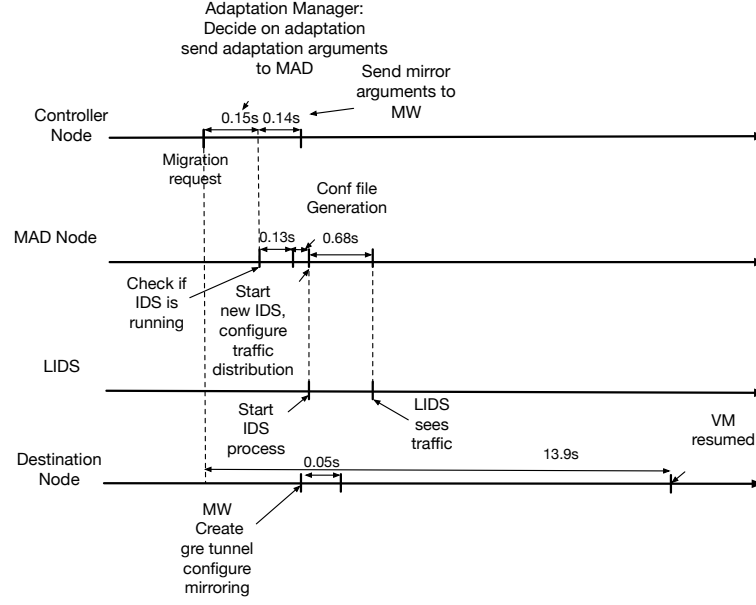 Adaptation Manager:
Decide on adaptation
send adaptation arguments
to MAD
Send mirror
arguments to
MW
0.15s
0.14s
Controller
Node
Migration
request
Conf file
Generation
MAD Node
0.13s
0.68s
Check if
IDS is
running
Start
new IDS,
configure
traffic
distribution
LIDS
Start
IDS
process
LIDS
sees
traffic
VM
resumed
Destination
Node
0.05s
13.9s
MW
Create
gre tunnel
configure
mirroring